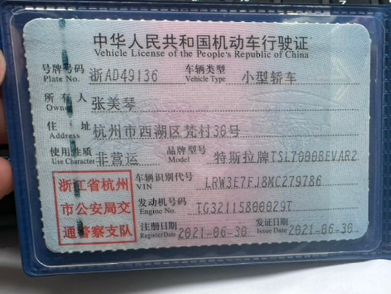 中华人民共和国机动车行驶证
Vehicle License of the People's Republic of China
号牌号码 Plate No. 浙AD49136 车辆类型 Vehicle Type 小型轿车
所有人 Owner 张美琴
住址 Address 杭州市西湖区梵村38号
使用性质 Use Character 非营运 品牌型号 Model 特斯拉牌TSL7000BEVAR2
浙江省杭州市公安局交通警察支队
车辆识别代号 VIN LRW3E7FJ8MC279786
发动机号码 Engine No. TG32115800029T
注册日期 Register Date 2021-06-30 发证日期 Issue Date 2021-06-30